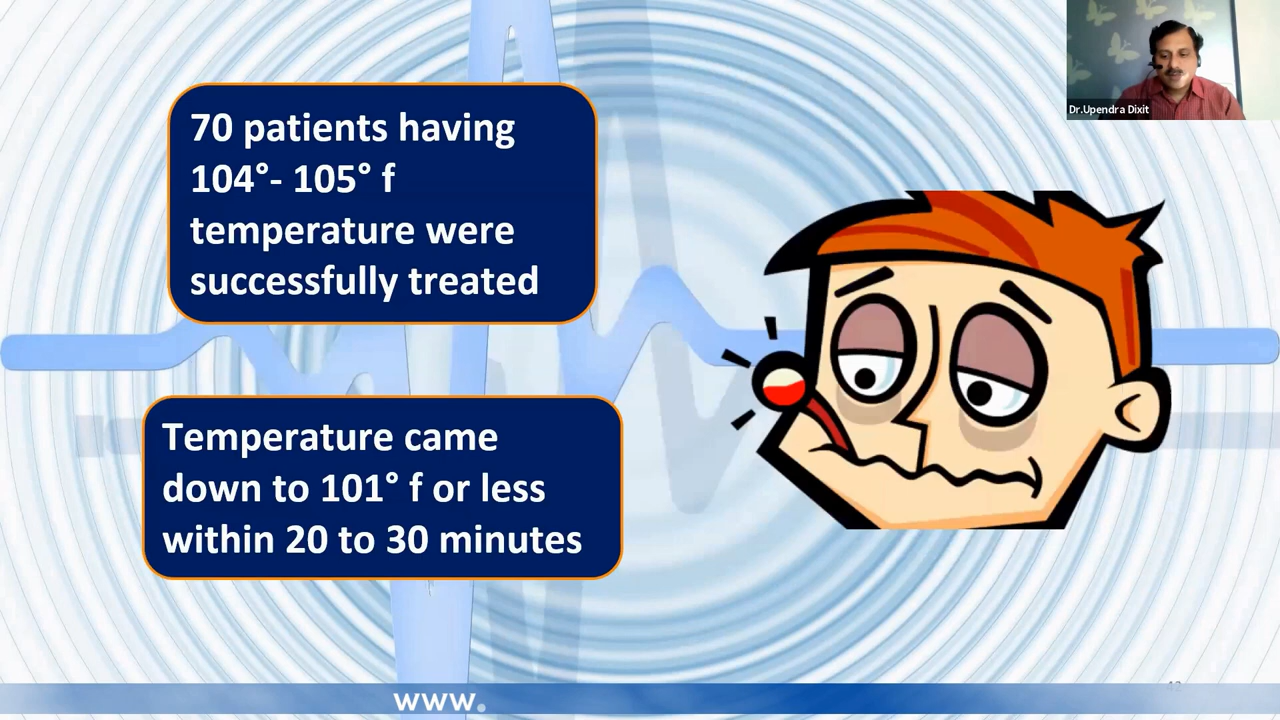 Dr.Upendra Dixit
70 patients having
104°- 105° f
temperature were
successfully treated
Temperature came
down to 101° f or less
within 20 to 30 minutes
www.